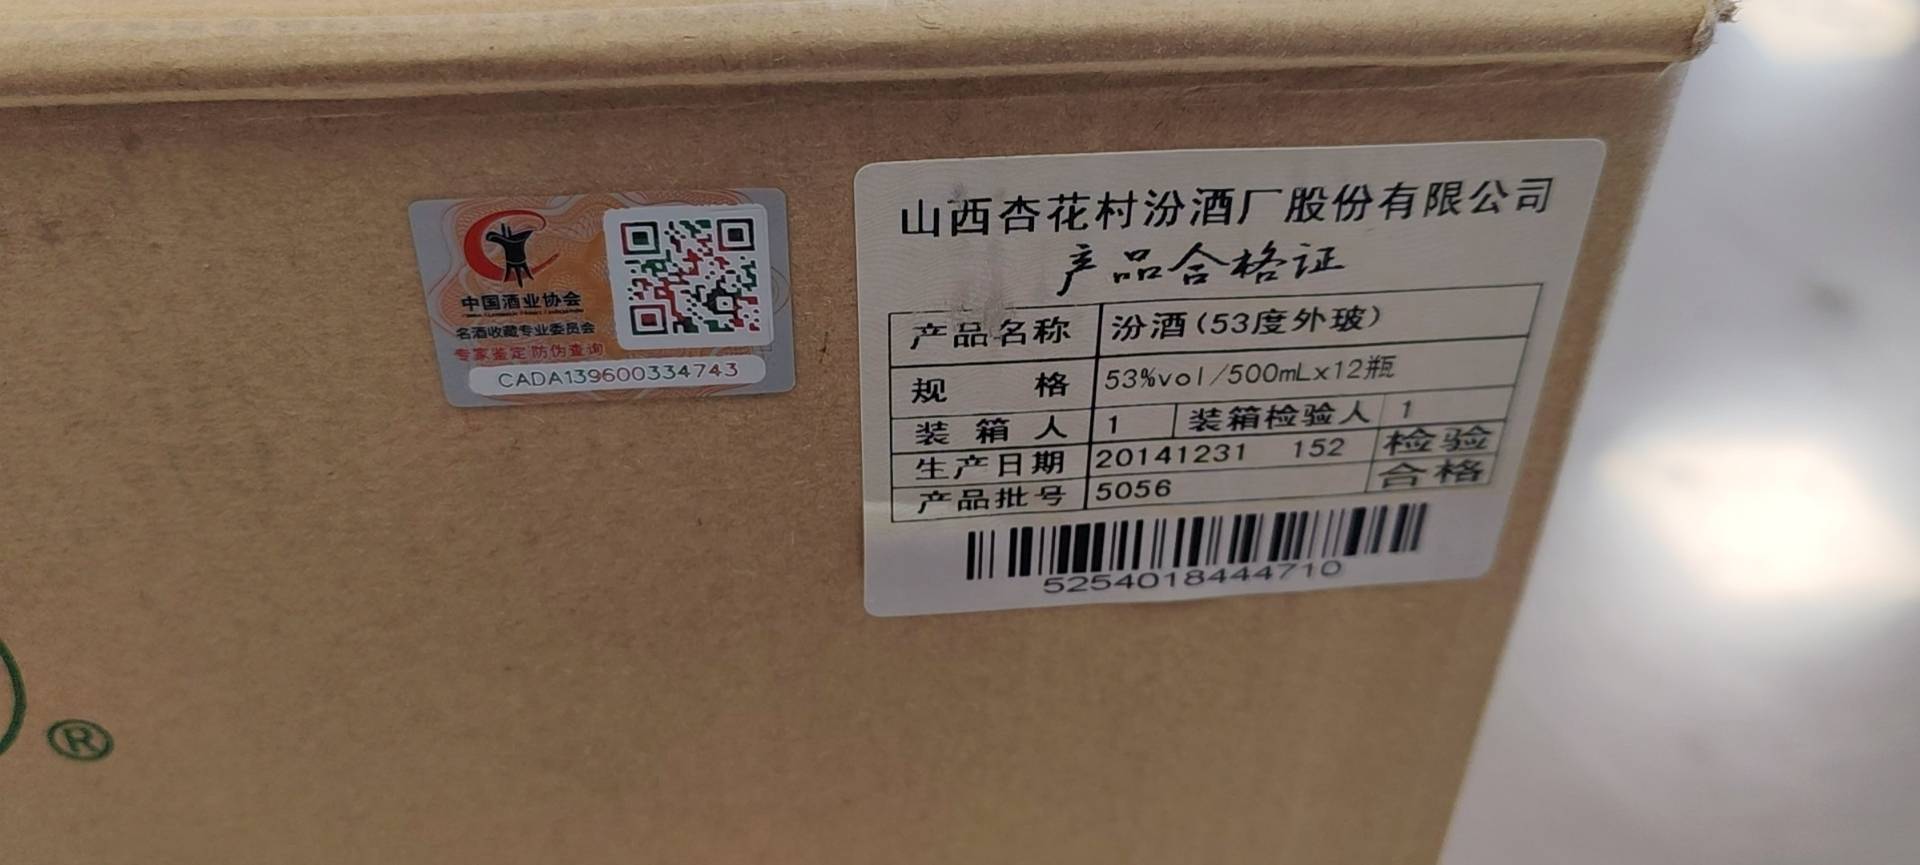 中国酒业协会
名酒收藏专业委员会
专家鉴定 防伪查询
CADA139600334743
山西杏花村汾酒厂股份有限公司
产品合格证
产品名称 汾酒(53度外玻)
规 格 53%vol/500mLx12瓶
装 箱 人 1 装箱检验人 1
生产日期 20141231 152 检验
产品批号 5056 合格
5254018444710
®